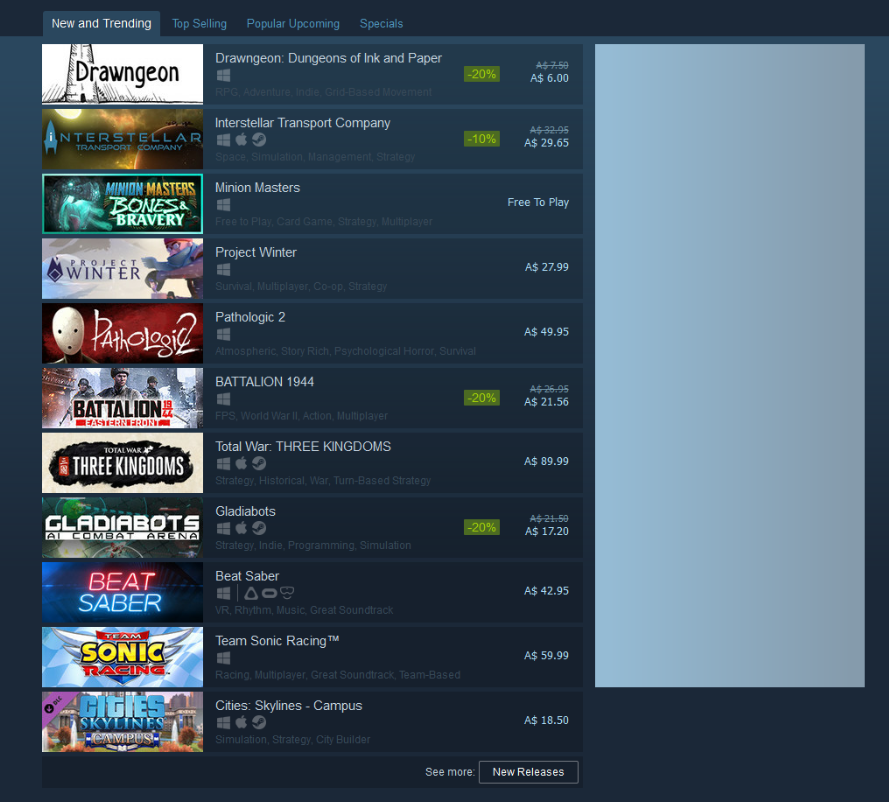 New and Trending Top Selling Popular Upcoming Specials
Drawngeon
Drawngeon: Dungeons of Ink and Paper
-20%
A$ 7.50
A$ 6.00
RPG, Adventure, Indie, Grid-Based Movement
INTERSTELLAR
TRANSPORT COMPANY
Interstellar Transport Company
-10%
A$ 32.95
A$ 29.65
Space, Simulation, Management, Strategy
MINION MASTERS
BONES &
BRAVERY
Minion Masters
Free To Play
Free to Play, Card Game, Strategy, Multiplayer
PROJECT
WINTER
Project Winter
A$ 27.99
Survival, Multiplayer, Co-op, Strategy
PATHOLOGIC 2
Pathologic 2
A$ 49.95
Atmospheric, Story Rich, Psychological Horror, Survival
BATTALION 1944
EASTERN FRONT
BATTALION 1944
-20%
A$ 26.95
A$ 21.56
FPS, World War II, Action, Multiplayer
TOTAL WAR
THREE KINGDOMS
Total War: THREE KINGDOMS
A$ 89.99
Strategy, Historical, War, Turn-Based Strategy
GLADIABOTS
AI COMBAT ARENA
Gladiabots
-20%
A$ 21.50
A$ 17.20
Strategy, Indie, Programming, Simulation
BEAT
SABER
Beat Saber
A$ 42.95
VR, Rhythm, Music, Great Soundtrack
TEAM
SONIC
RACING
Team Sonic Racing™
A$ 59.99
Racing, Multiplayer, Great Soundtrack, Team-Based
DLC
CITIES
SKYLINES
CAMPUS
Cities: Skylines - Campus
A$ 18.50
Simulation, Strategy, City Builder
See more: New Releases